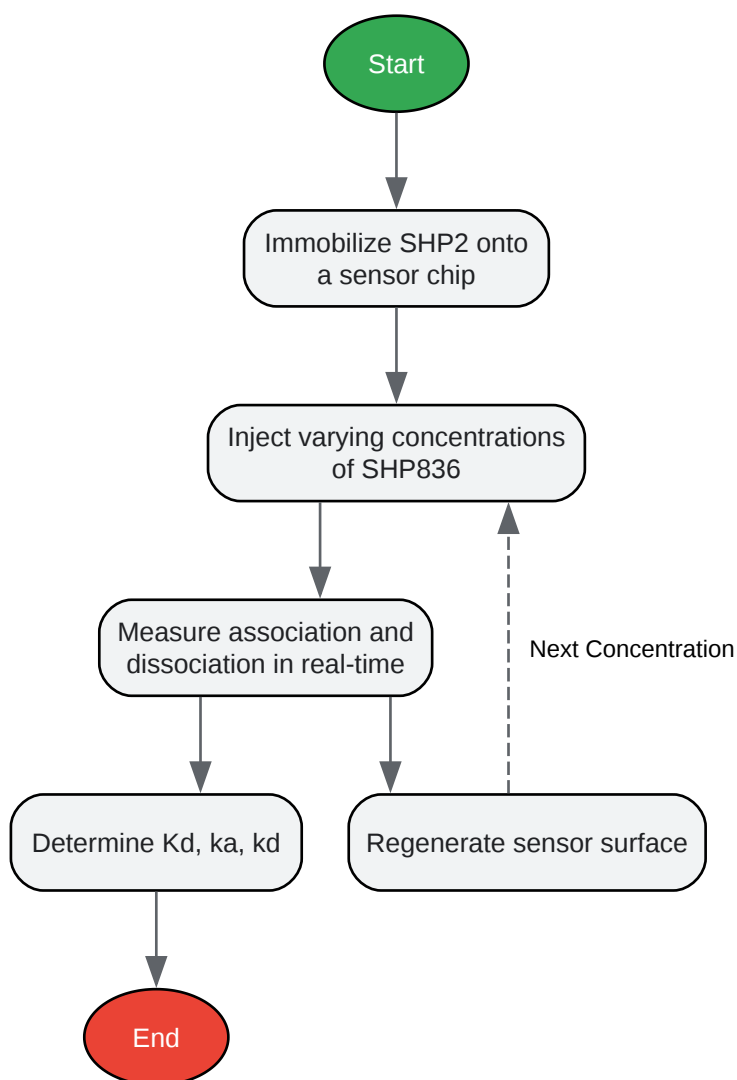 Start
Immobilize SHP2 onto
a sensor chip
Inject varying concentrations
of SHP836
Measure association and
dissociation in real-time
Next Concentration
Determine Kd, ka, kd
Regenerate sensor surface
End